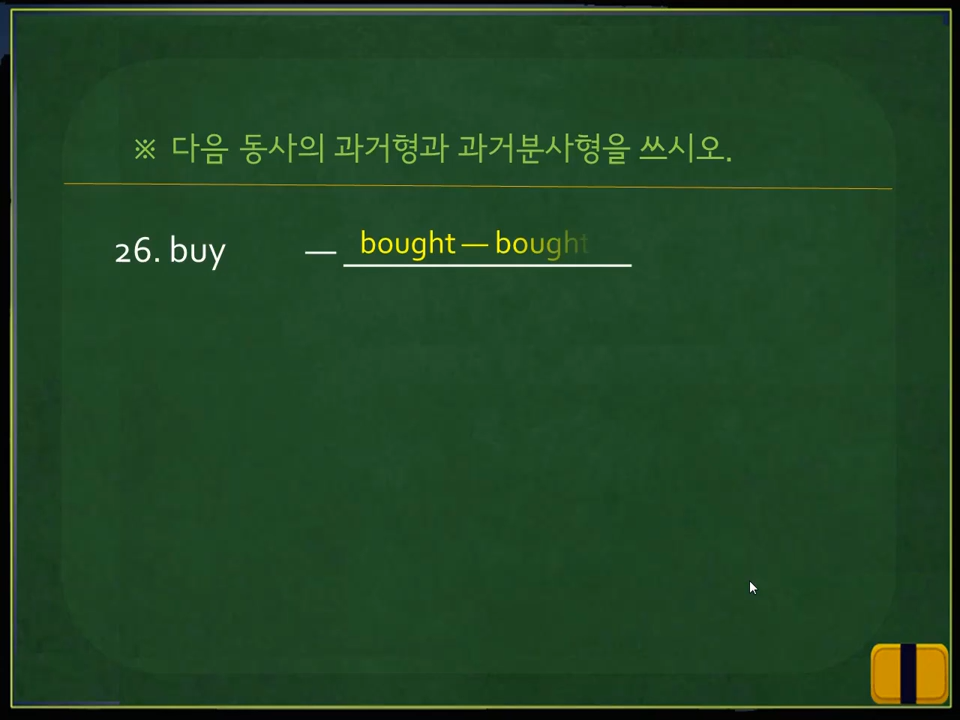 ※ 다음 동사의 과거형과 과거분사형을 쓰시오.
26. buy — bought — bought